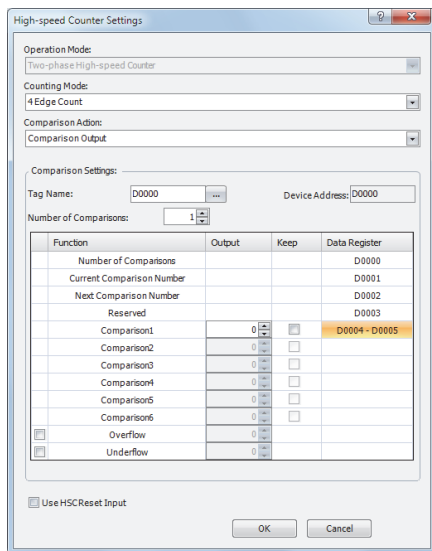 High-speed Counter Settings
Operation Mode:
Two-phase High-speed Counter
Counting Mode:
4 Edge Count
Comparison Action:
Comparison Output
Comparison Settings:
Tag Name: D0000 ... Device Address: D0000
Number of Comparisons: 1
Function Output Keep Data Register
Number of Comparisons D0000
Current Comparison Number D0001
Next Comparison Number D0002
Reserved D0003
Comparison1 0 D0004 - D0005
Comparison2 0
Comparison3 0
Comparison4 0
Comparison5 0
Comparison6 0
Overflow 0
Underflow 0
Use HSCReset Input
OK Cancel